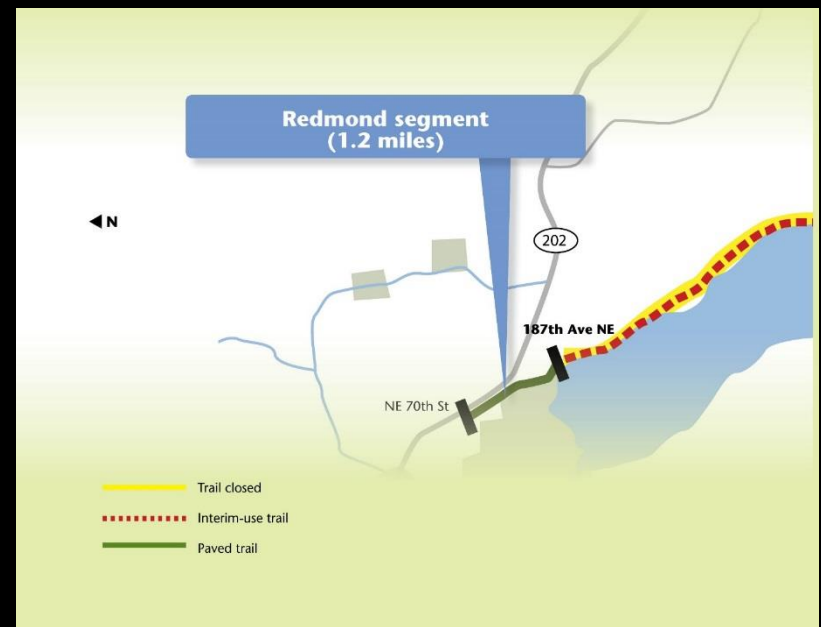 Redmond segment
(1.2 miles)
N
202
187th Ave NE
NE 70th St
Trail closed
Interim-use trail
Paved trail